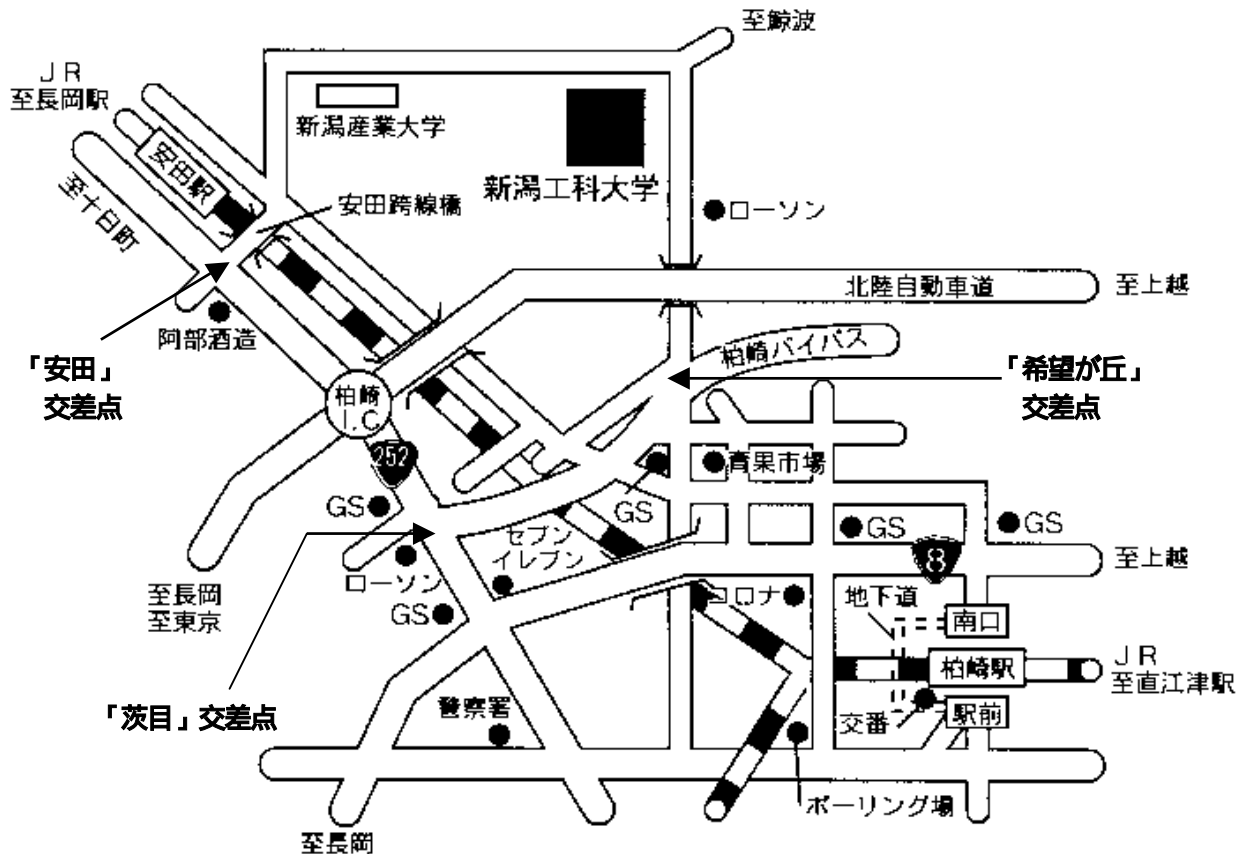 至鯨波
ＪＲ
至長岡駅
新潟産業大学
安田駅
新潟工科大学
至十日町
安田跨線橋
ローソン
北陸自動車道
至上越
阿部酒造
「安田」
交差点
柏崎バイパス
「希望が丘」
交差点
柏崎
I.C
252
青果市場
GS
GS
セブン
イレブン
GS
GS
8
至上越
ローソン
至長岡
至東京
GS
コロナ
地下道
南口
柏崎駅
ＪＲ
至直江津駅
「茨目」交差点
警察署
交番
駅前
ボーリング場
至長岡